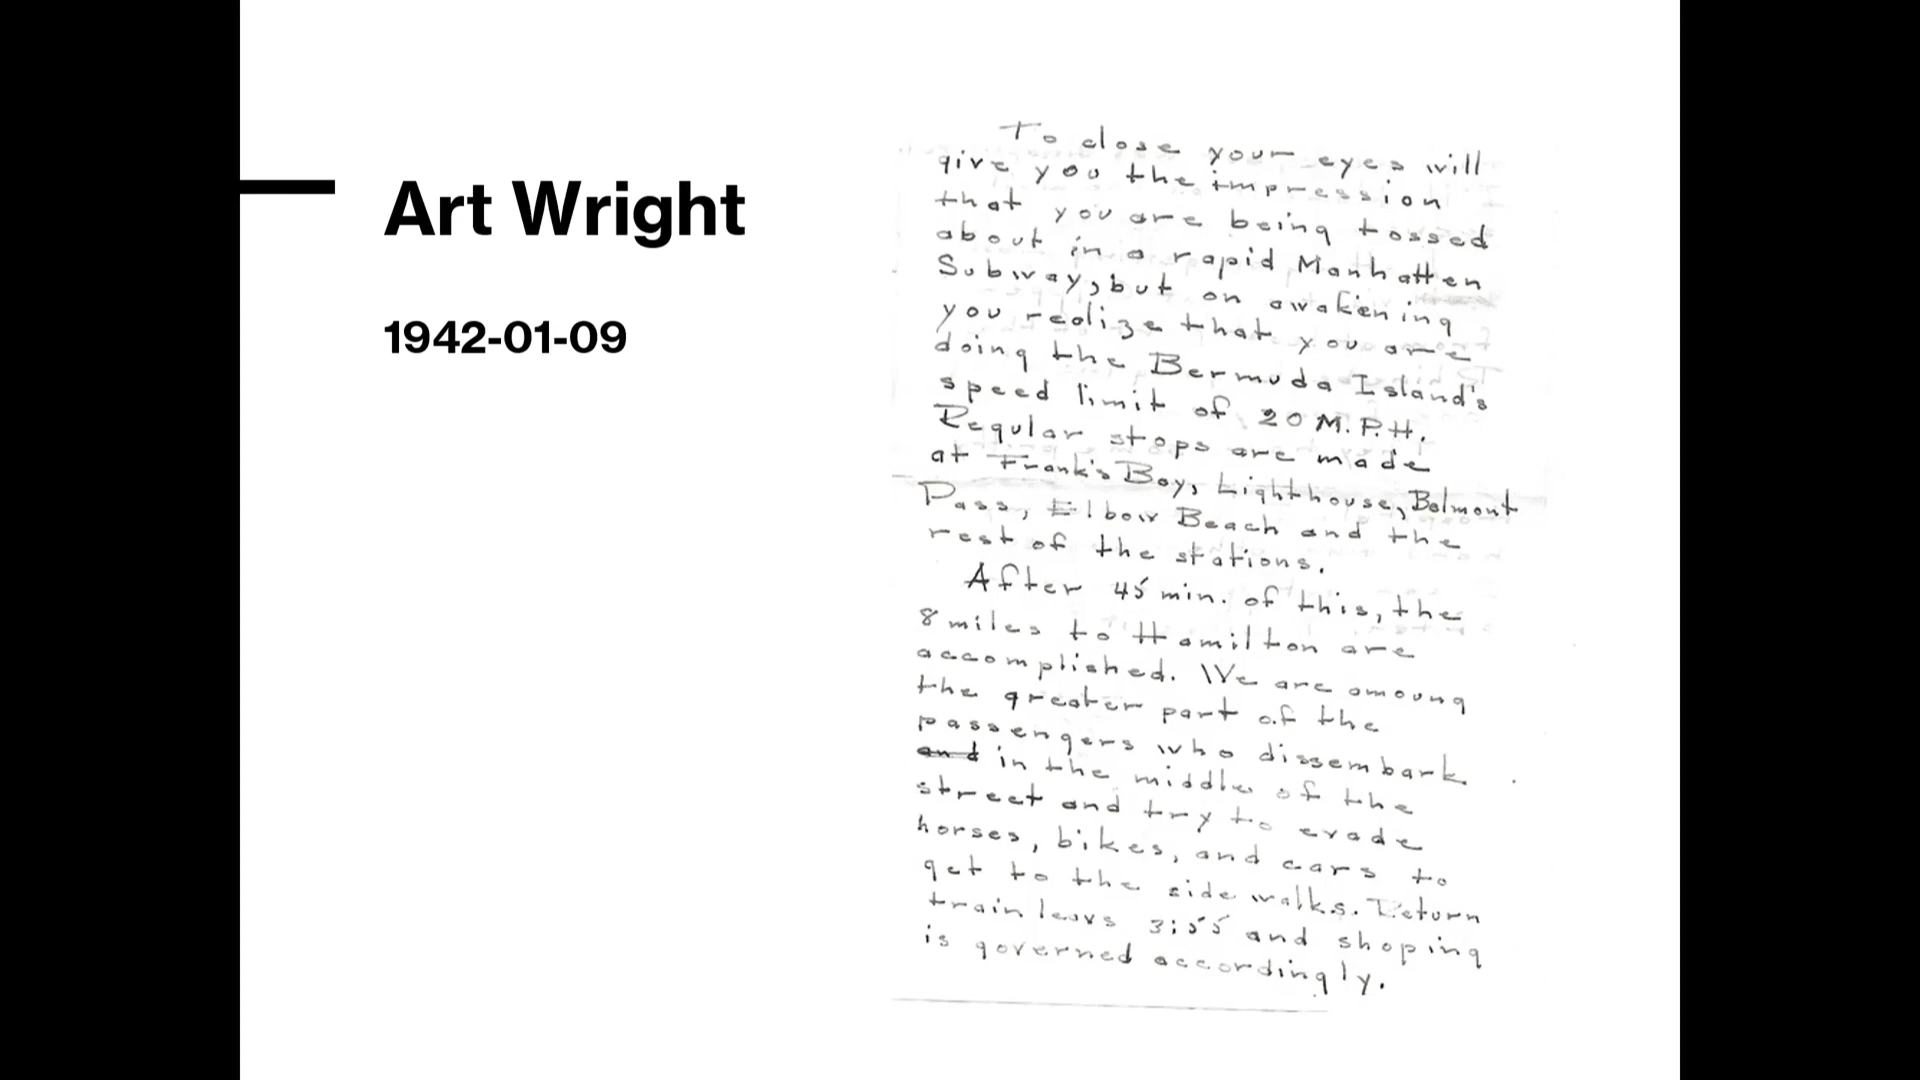 Art Wright
1942-01-09
To close your eyes will
give you the impression
that you are being tossed
about in a rapid Manhatten
Subway, but on awakening
you realize that you are
doing the Bermuda Island's
speed limit of 20 M.P.H.
Regular stops are made
at Frank's Bay, Lighthouse, Belmont
Pass, Elbow Beach and the
rest of the stations.
After 45 min. of this, the
8 miles to Hamilton are
accomplished. We are amoung
the greater part of the
passengers who dissembark
and in the middle of the
street and try to evade
horses, bikes, and cars to
get to the side walks. Return
train leavs 3:55 and shoping
is governed accordingly.